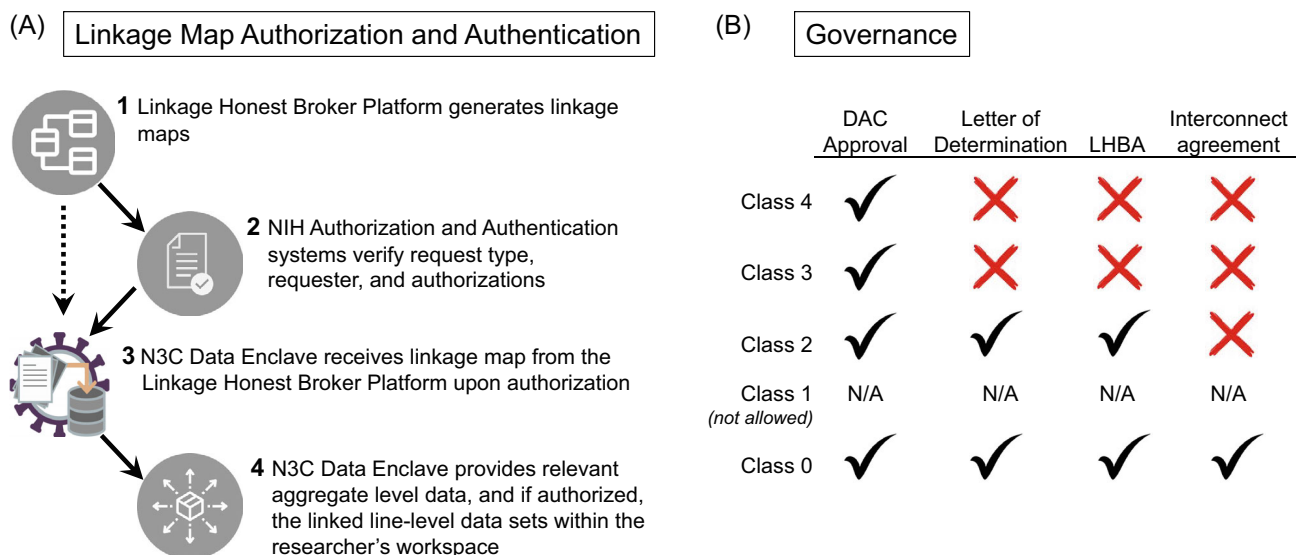 (A) Linkage Map Authorization and Authentication
1 Linkage Honest Broker Platform generates linkage
maps
2 NIH Authorization and Authentication
systems verify request type,
requester, and authorizations
3 N3C Data Enclave receives linkage map from the
Linkage Honest Broker Platform upon authorization
4 N3C Data Enclave provides relevant
aggregate level data, and if authorized,
the linked line-level data sets within the
researcher's workspace
(B) Governance
DAC Letter of Interconnect
Approval Determination LHBA agreement
Class 4
Class 3
Class 2
Class 1 N/A N/A N/A N/A
(not allowed)
Class 0